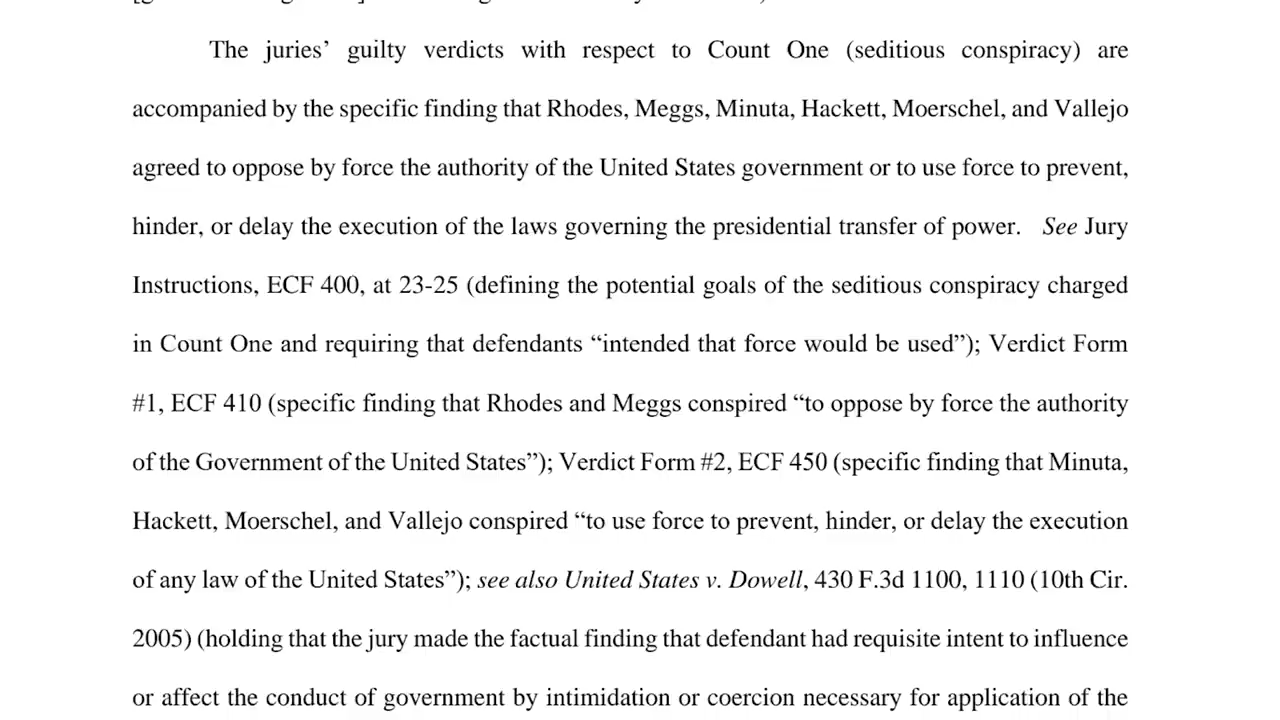 The juries’ guilty verdicts with respect to Count One (seditious conspiracy) are
accompanied by the specific finding that Rhodes, Meggs, Minuta, Hackett, Moerschel, and Vallejo
agreed to oppose by force the authority of the United States government or to use force to prevent,
hinder, or delay the execution of the laws governing the presidential transfer of power. See Jury
Instructions, ECF 400, at 23-25 (defining the potential goals of the seditious conspiracy charged
in Count One and requiring that defendants “intended that force would be used”); Verdict Form
#1, ECF 410 (specific finding that Rhodes and Meggs conspired “to oppose by force the authority
of the Government of the United States”); Verdict Form #2, ECF 450 (specific finding that Minuta,
Hackett, Moerschel, and Vallejo conspired “to use force to prevent, hinder, or delay the execution
of any law of the United States”); see also United States v. Dowell, 430 F.3d 1100, 1110 (10th Cir.
2005) (holding that the jury made the factual finding that defendant had requisite intent to influence
or affect the conduct of government by intimidation or coercion necessary for application of the